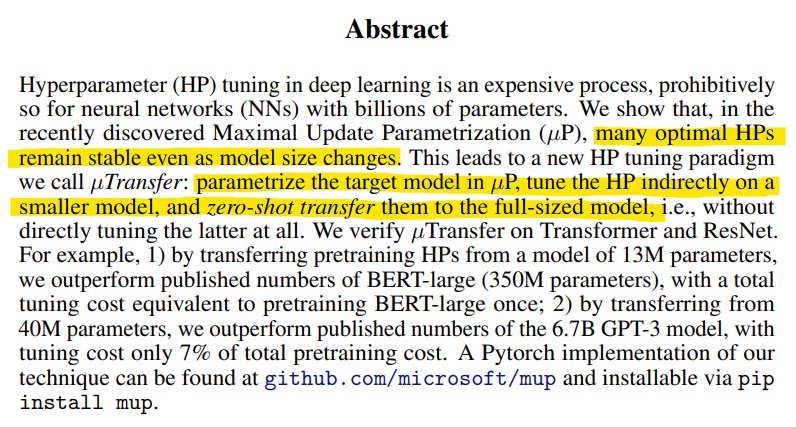 Abstract
Hyperparameter (HP) tuning in deep learning is an expensive process, prohibitively
so for neural networks (NNs) with billions of parameters. We show that, in the
recently discovered Maximal Update Parametrization (μP), many optimal HPs
remain stable even as model size changes. This leads to a new HP tuning paradigm
we call μTransfer: parametrize the target model in μP, tune the HP indirectly on a
smaller model, and zero-shot transfer them to the full-sized model, i.e., without
directly tuning the latter at all. We verify μTransfer on Transformer and ResNet.
For example, 1) by transferring pretraining HPs from a model of 13M parameters,
we outperform published numbers of BERT-large (350M parameters), with a total
tuning cost equivalent to pretraining BERT-large once; 2) by transferring from
40M parameters, we outperform published numbers of the 6.7B GPT-3 model, with
tuning cost only 7% of total pretraining cost. A Pytorch implementation of our
technique can be found at github.com/microsoft/mup and installable via pip
install mup.